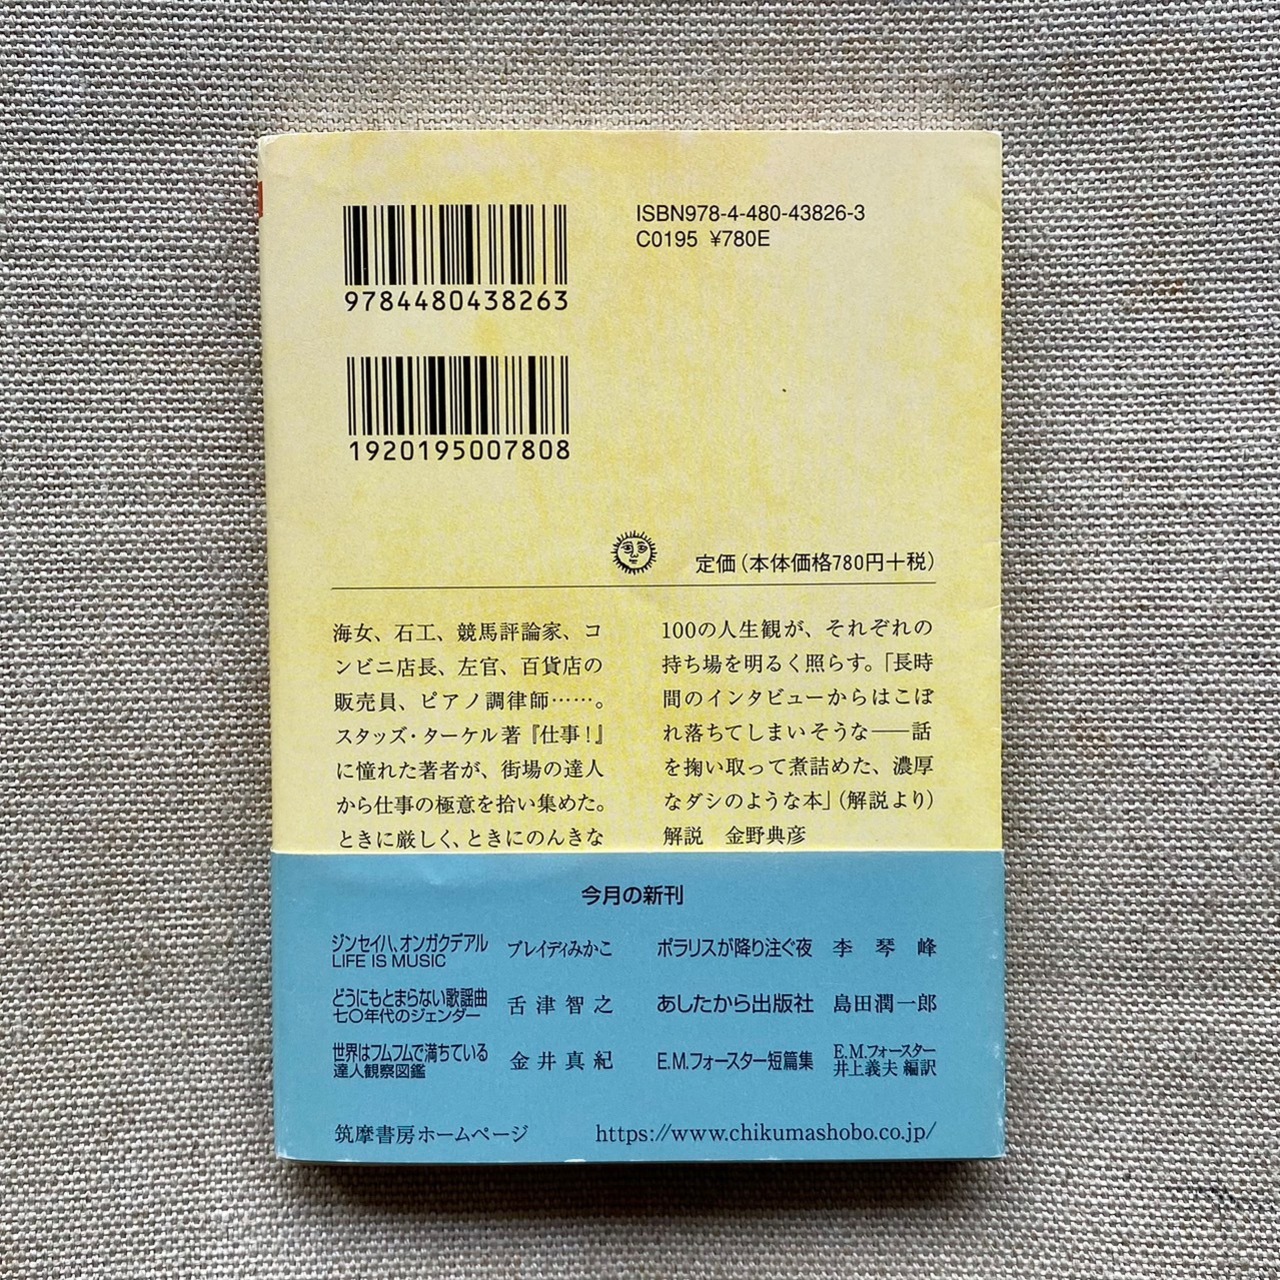 ISBN978-4-480-43826-3
C0195 ¥780E
9784480438263
1920195007808
定価(本体価格780円+税)
海女、石工、競馬評論家、コ
ンビニ店長、左官、百貨店の
販売員、ピアノ調律師……。
スタッズ・ターケル著『仕事!』
に憧れた著者が、街場の達人
から仕事の極意を拾い集めた。
ときに厳しく、ときにのんきな
100の人生観が、それぞれの
持ち場を明るく照らす。「長時
間のインタビューからはこぼ
れ落ちてしまいそうな――話
を掬い取って煮詰めた、濃厚
なダシのような本」(解説より)
解説 金野典彦
今月の新刊
ジンセイハ、オンガクデアル
LIFE IS MUSIC
ブレイディみかこ
どうにもとまらない歌謡曲
七〇年代のジェンダー
舌津智之
世界はフムフムで満ちている
達人観察図鑑
金井真紀
ポラリスが降り注ぐ夜 李琴峰
あしたから出版社 島田潤一郎
E.M.フォースター短篇集
E.M.フォースター
井上義夫 編訳
筑摩書房ホームページ https://www.chikumashobo.co.jp/